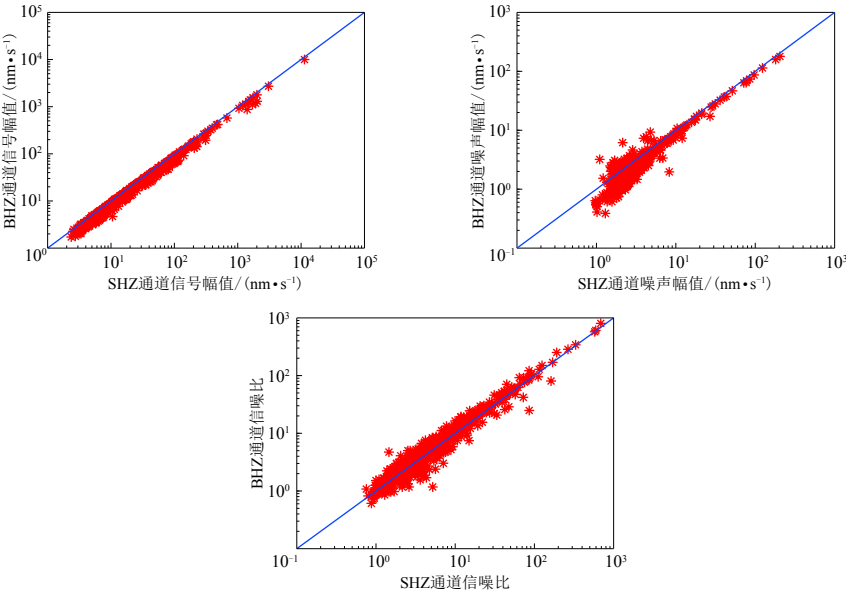 10⁵
10⁴
10³
10²
10¹
10⁰
BHZ通道信号幅值/(nm•s⁻¹)
10¹ 10² 10³ 10⁴ 10⁵
SHZ通道信号幅值/(nm•s⁻¹)
10³
10²
10¹
10⁰
10⁻¹
BHZ通道噪声幅值/(nm•s⁻¹)
10⁰ 10¹ 10² 10³
SHZ通道噪声幅值/(nm•s⁻¹)
10³
10²
10¹
10⁰
BHZ通道信噪比
10⁻¹ 10⁰ 10¹ 10² 10³
SHZ通道信噪比